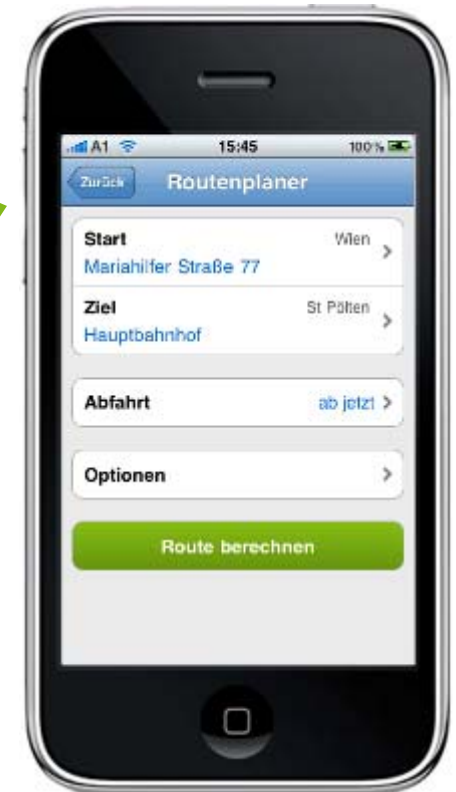 A1 15:45 100%
Zurück Routenplaner
Start Wien
Mariahilfer Straße 77
Ziel St Pölten
Hauptbahnhof
Abfahrt ab jetzt
Optionen
Route berechnen